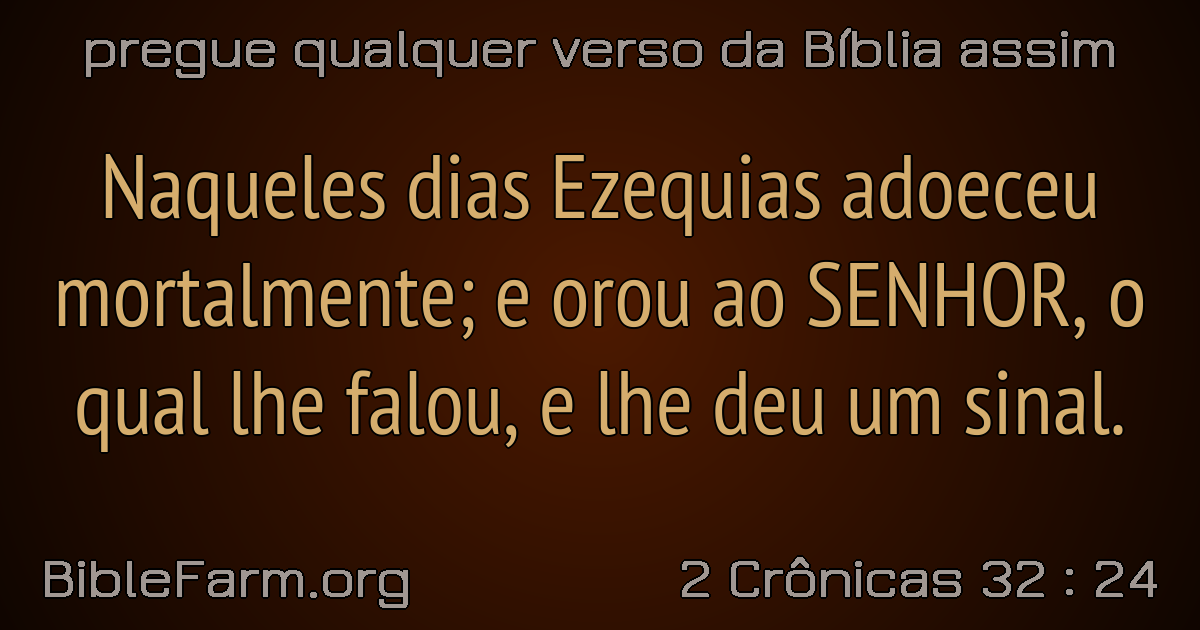 pregue qualquer verso da Bíblia assim
Naqueles dias Ezequias adoeceu
mortalmente; e orou ao SENHOR, o
qual lhe falou, e lhe deu um sinal.
BibleFarm.org
2 Crônicas 32 : 24